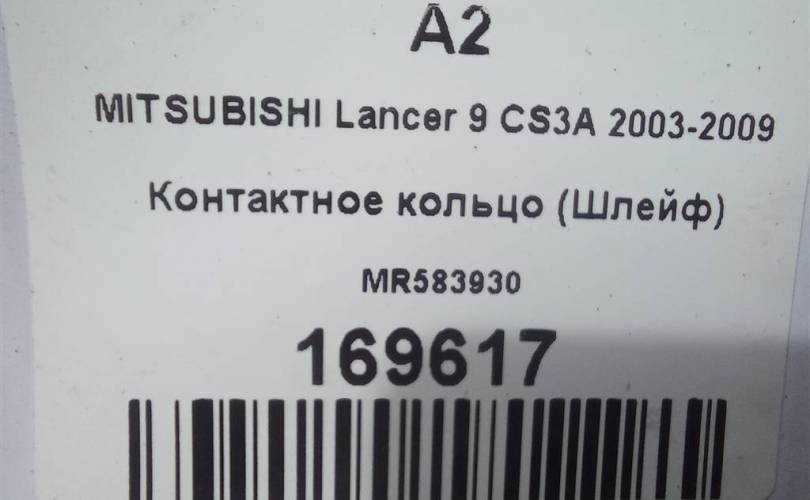 A2
MITSUBISHI Lancer 9 CS3A 2003-2009
Контактное кольцо (Шлейф)
MR583930
169617